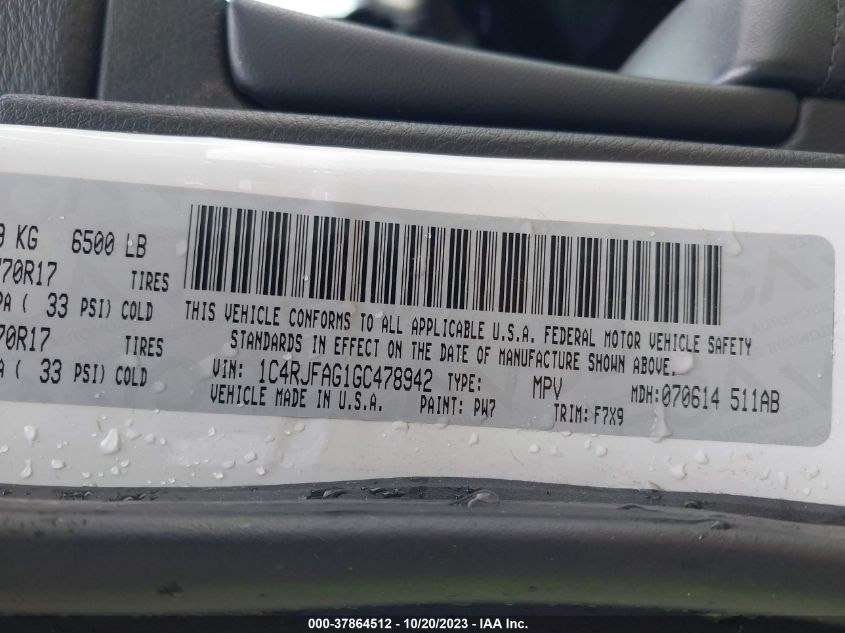 9 KG 6500 LB
70R17 TIRES
PA ( 33 PSI) COLD
70R17 TIRES
A ( 33 PSI) COLD
THIS VEHICLE CONFORMS TO ALL APPLICABLE U.S.A. FEDERAL MOTOR VEHICLE SAFETY
STANDARDS IN EFFECT ON THE DATE OF MANUFACTURE SHOWN ABOVE.
VIN: 1C4RJFAG1GC478942 TYPE: MPV MDH:070614 511AB
VEHICLE MADE IN U.S.A. PAINT: PW7 TRIM: F7X9
000-37864512 - 10/20/2023 - IAA Inc.